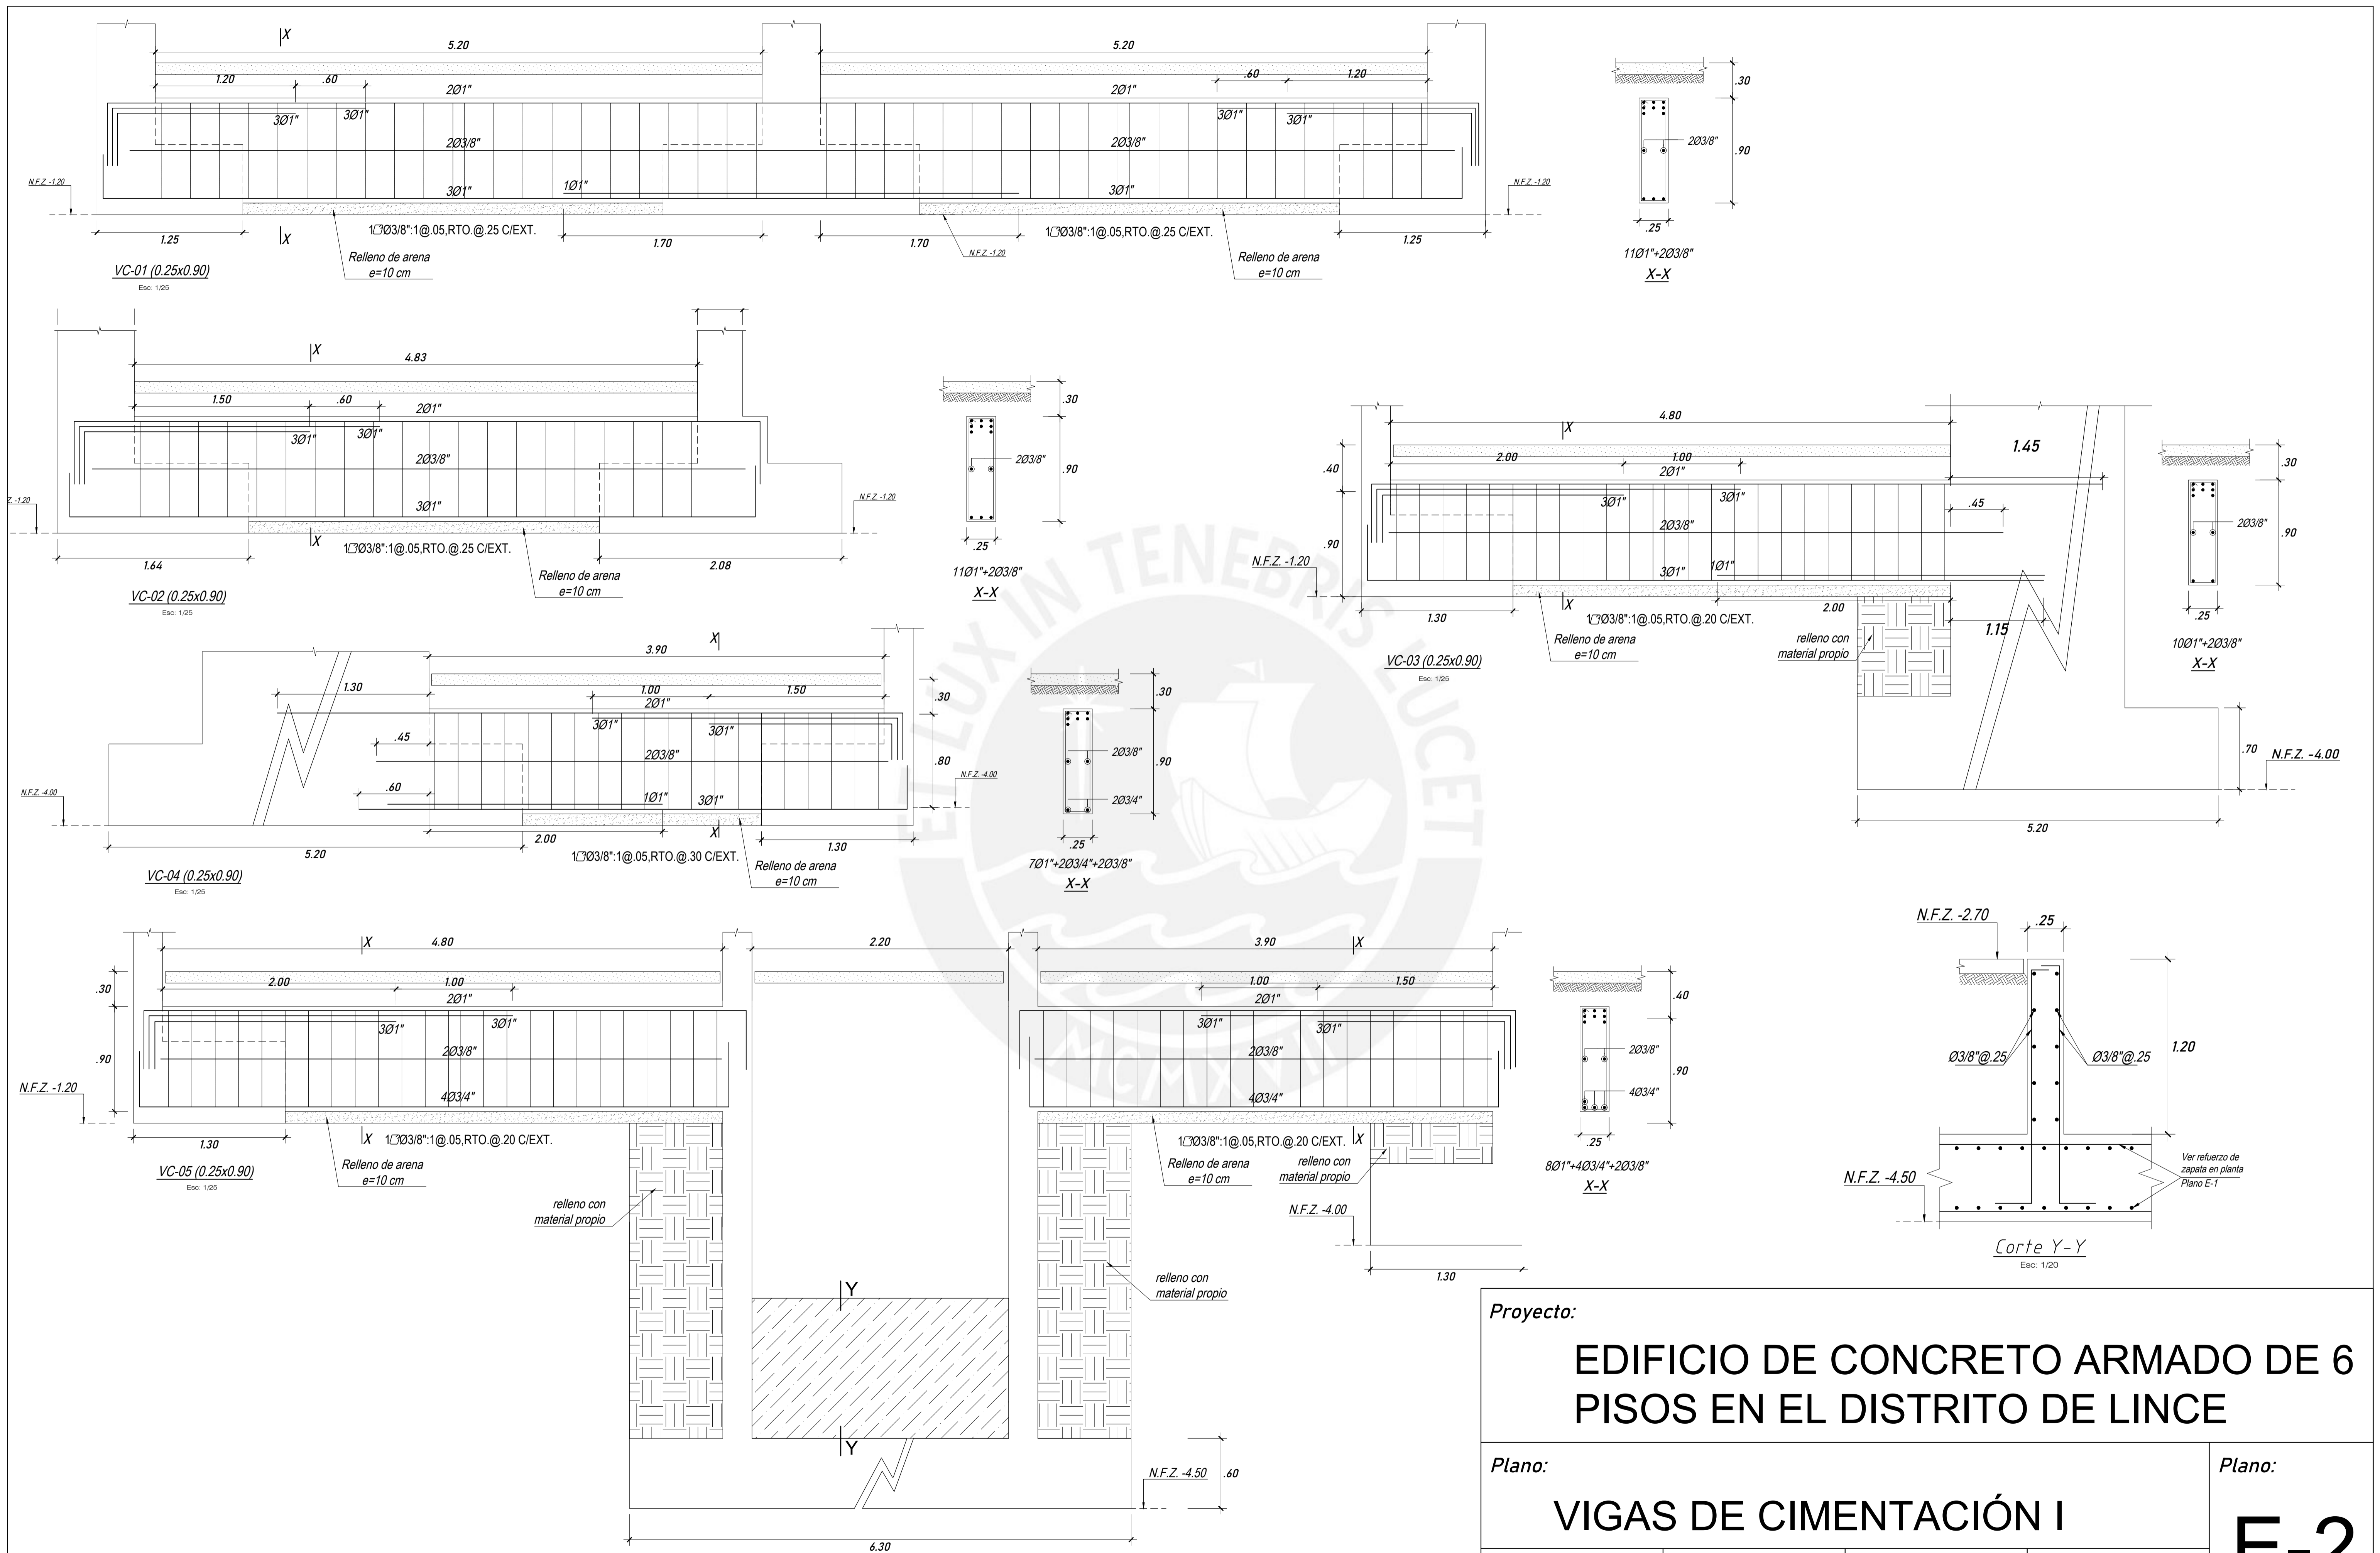 X
5.20
5.20
1.20
.60
.60
1.20
2Ø1"
2Ø1"
3Ø1"
3Ø1"
3Ø1"
3Ø1"
2Ø3/8"
2Ø3/8"
N.F.Z. -1.20
3Ø1"
1Ø1"
3Ø1"
N.F.Z. -1.20
1.25
X
1Ø3/8":1@.05,RTO.@.25 C/EXT.
1.70
1.70
N.F.Z. -1.20
1Ø3/8":1@.05,RTO.@.25 C/EXT.
1.25
Relleno de arena
e=10 cm
Relleno de arena
e=10 cm
VC-01 (0.25x0.90)
Esc: 1/25
.30
2Ø3/8"
.90
.25
11Ø1"+2Ø3/8"
X-X
X
4.83
1.50
.60
2Ø1"
3Ø1"
3Ø1"
2Ø3/8"
3Ø1"
Z. -1.20
N.F.Z. -1.20
X
1Ø3/8":1@.05,RTO.@.25 C/EXT.
1.64
2.08
Relleno de arena
e=10 cm
VC-02 (0.25x0.90)
Esc: 1/25
.30
2Ø3/8"
.90
.25
11Ø1"+2Ø3/8"
X-X
4.80
X
1.45
.40
2.00
1.00
2Ø1"
3Ø1"
3Ø1"
.45
2Ø3/8"
.90
N.F.Z. -1.20
3Ø1"
1Ø1"
X
2.00
1.30
1Ø3/8":1@.05,RTO.@.20 C/EXT.
1.15
Relleno de arena
e=10 cm
relleno con
material propio
VC-03 (0.25x0.90)
Esc: 1/25
.70
N.F.Z. -4.00
5.20
.30
2Ø3/8"
.90
.25
10Ø1"+2Ø3/8"
X-X
X
3.90
1.30
1.00
1.50
.30
2Ø1"
3Ø1"
3Ø1"
.45
2Ø3/8"
.80
N.F.Z. -4.00
.60
1Ø1"
3Ø1"
N.F.Z. -4.00
X
2.00
1.30
5.20
1Ø3/8":1@.05,RTO.@.30 C/EXT.
Relleno de arena
e=10 cm
VC-04 (0.25x0.90)
Esc: 1/25
.30
2Ø3/8"
.90
2Ø3/4"
.25
7Ø1"+2Ø3/4"+2Ø3/8"
X-X
X
4.80
2.20
3.90
X
.30
2.00
1.00
1.00
1.50
2Ø1"
2Ø1"
3Ø1"
3Ø1"
3Ø1"
3Ø1"
2Ø3/8"
2Ø3/8"
.90
N.F.Z. -1.20
4Ø3/4"
4Ø3/4"
1.30
X
1Ø3/8":1@.05,RTO.@.20 C/EXT.
1Ø3/8":1@.05,RTO.@.20 C/EXT.
X
Relleno de arena
e=10 cm
Relleno de arena
e=10 cm
relleno con
material propio
VC-05 (0.25x0.90)
Esc: 1/25
relleno con
material propio
N.F.Z. -4.00
1.30
relleno con
material propio
Y
Y
N.F.Z. -4.50
.60
6.30
.40
2Ø3/8"
.90
4Ø3/4"
.25
8Ø1"+4Ø3/4"+2Ø3/8"
X-X
N.F.Z. -2.70
.25
Ø3/8"@.25
Ø3/8"@.25
1.20
Ver refuerzo de
zapata en planta
Plano E-1
N.F.Z. -4.50
Corte Y-Y
Esc: 1/20
ET LUX IN TENEBRIS LUCET
MCMXVII
Proyecto:
EDIFICIO DE CONCRETO ARMADO DE 6
PISOS EN EL DISTRITO DE LINCE
Plano:
VIGAS DE CIMENTACIÓN I
Plano:
E-2